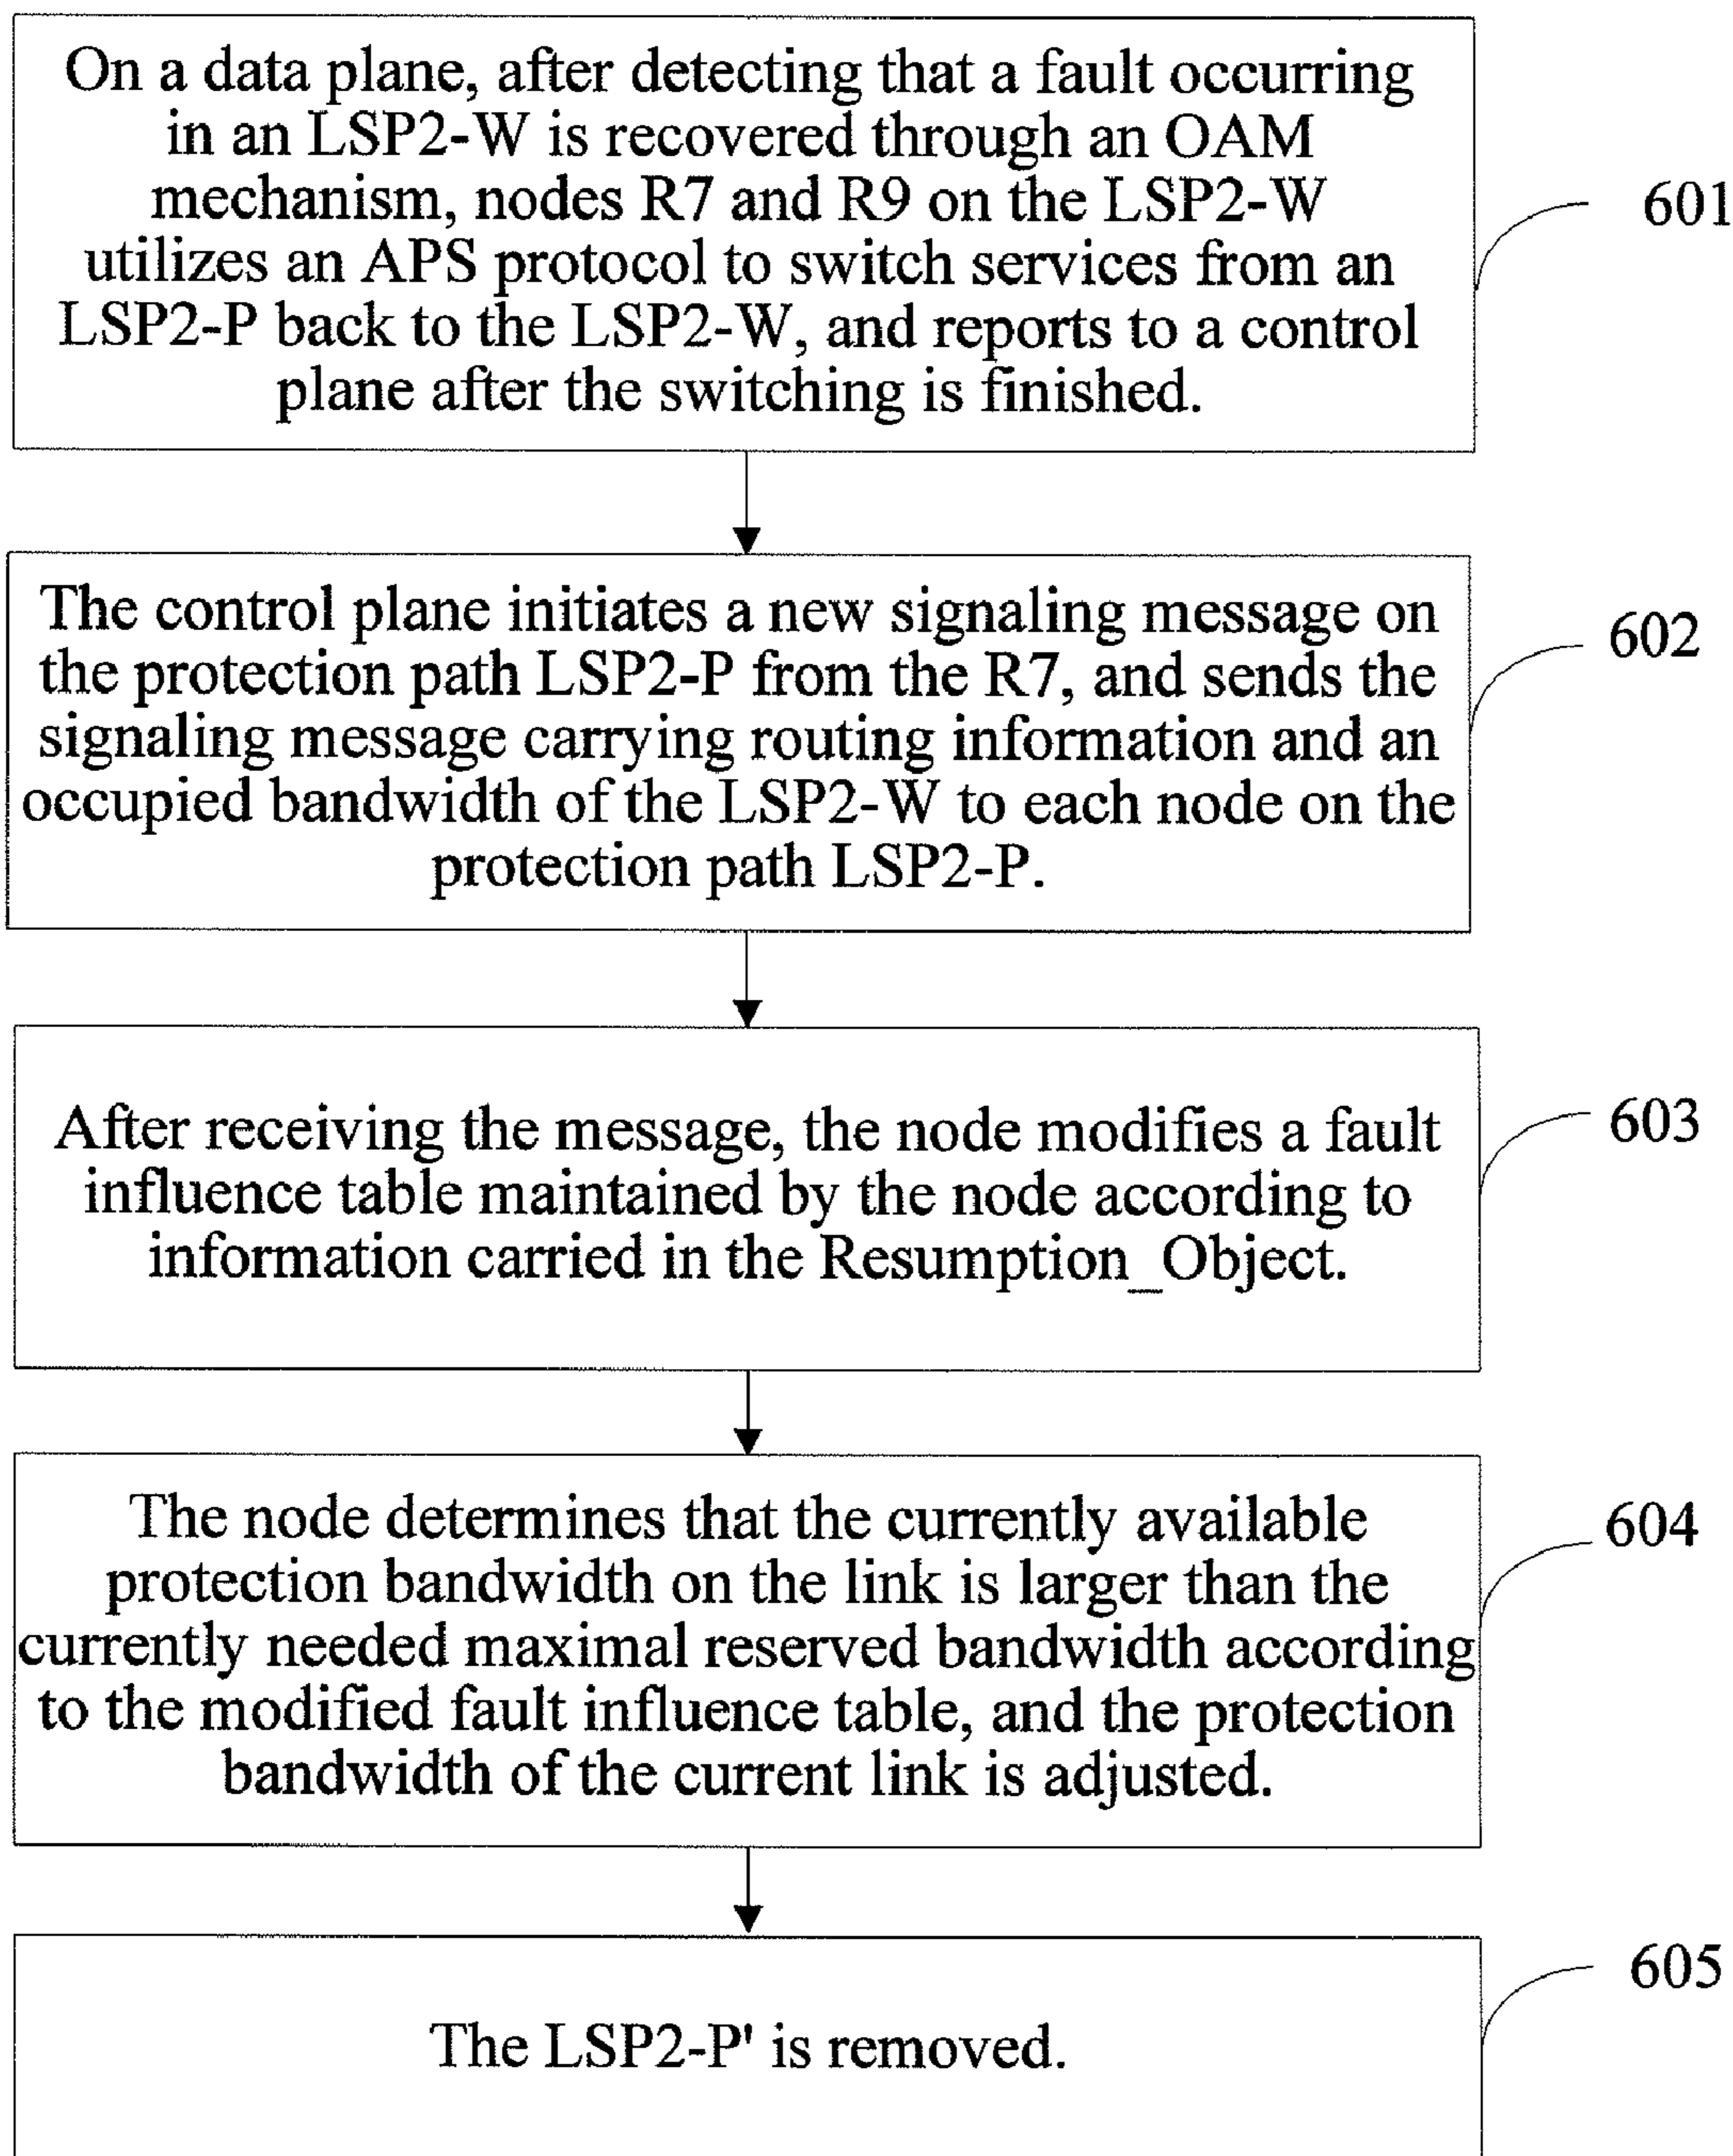 On a data plane, after detecting that a fault occurring
in an LSP2-W is recovered through an OAM
mechanism, nodes R7 and R9 on the LSP2-W
utilizes an APS protocol to switch services from an
LSP2-P back to the LSP2-W, and reports to a control
plane after the switching is finished.
601
The control plane initiates a new signaling message on
the protection path LSP2-P from the R7, and sends the
signaling message carrying routing information and an
occupied bandwidth of the LSP2-W to each node on the
protection path LSP2-P.
602
After receiving the message, the node modifies a fault
influence table maintained by the node according to
information carried in the Resumption_Object.
603
The node determines that the currently available
protection bandwidth on the link is larger than the
currently needed maximal reserved bandwidth according
to the modified fault influence table, and the protection
bandwidth of the current link is adjusted.
604
The LSP2-P' is removed.
605